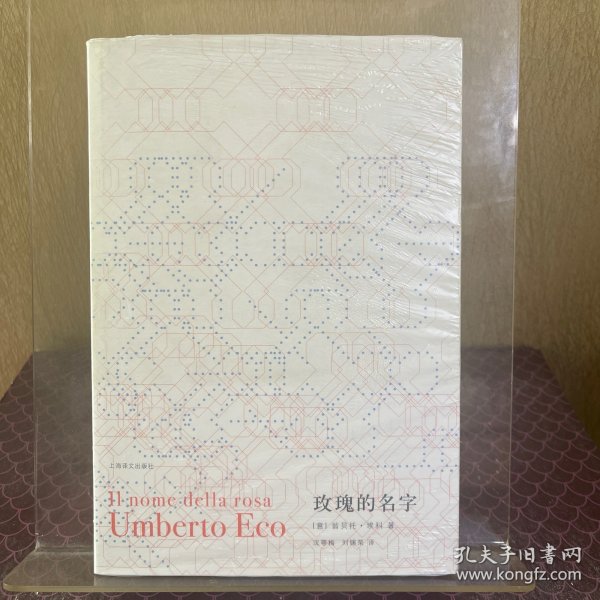 上海译文出版社
Il nome della rosa
Umberto Eco
玫瑰的名字
[意] 翁贝托·埃科 著
沈萼梅 刘锡荣 译
孔夫子旧书网
www.kongfz.com